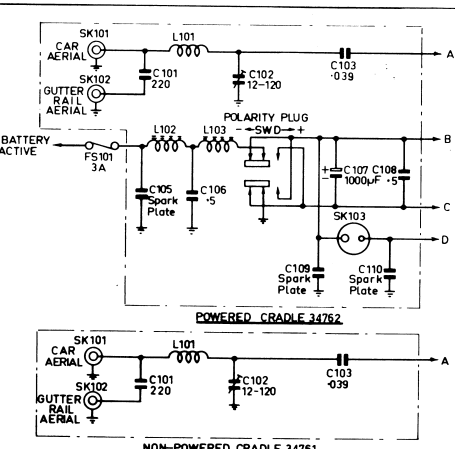 SK101
CAR
AERIAL
L101
SK102
GUTTER
RAIL
AERIAL
C101
220
C102
12-120
C103
·039
A
POLARITY PLUG
- SWD +
BATTERY
ACTIVE
FS101
3A
L102
L103
B
C105
Spark
Plate
C106
·5
+
-
C107
1000µF
C108
·5
C
SK103
D
C109
Spark
Plate
C110
Spark
Plate
POWERED CRADLE 34762
SK101
CAR
AERIAL
L101
SK102
GUTTER
RAIL
AERIAL
C101
220
C102
12-120
C103
·039
A
NON-POWERED CRADLE 34761